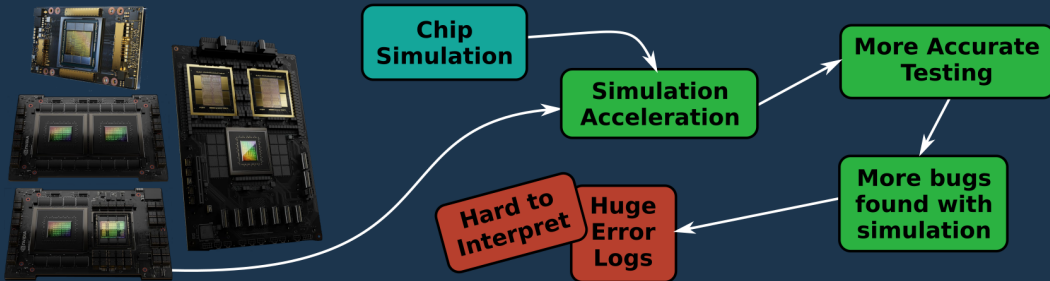 Chip
Simulation
Simulation
Acceleration
More Accurate
Testing
More bugs
found with
simulation
Huge
Error
Logs
Hard to
Interpret